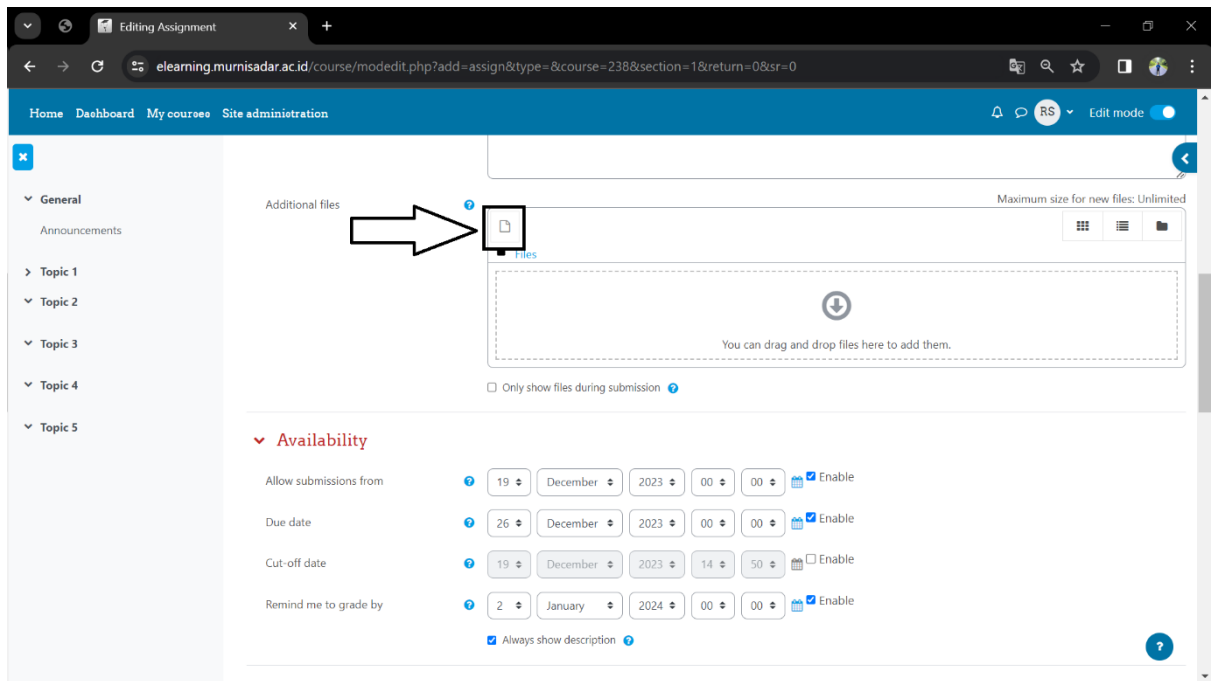 Editing Assignment
elearning.murnisadar.ac.id/course/modedit.php?add=assign&type=&course=238&section=1&return=0&sr=0
Home Dashboard My courses Site administration RS Edit mode
General
Announcements
Topic 1
Topic 2
Topic 3
Topic 4
Topic 5
Maximum size for new files: Unlimited
Additional files
Files
You can drag and drop files here to add them.
Only show files during submission
Availability
Allow submissions from 19 December 2023 00 00 Enable
Due date 26 December 2023 00 00 Enable
Cut-off date 19 December 2023 14 50 Enable
Remind me to grade by 2 January 2024 00 00 Enable
Always show description